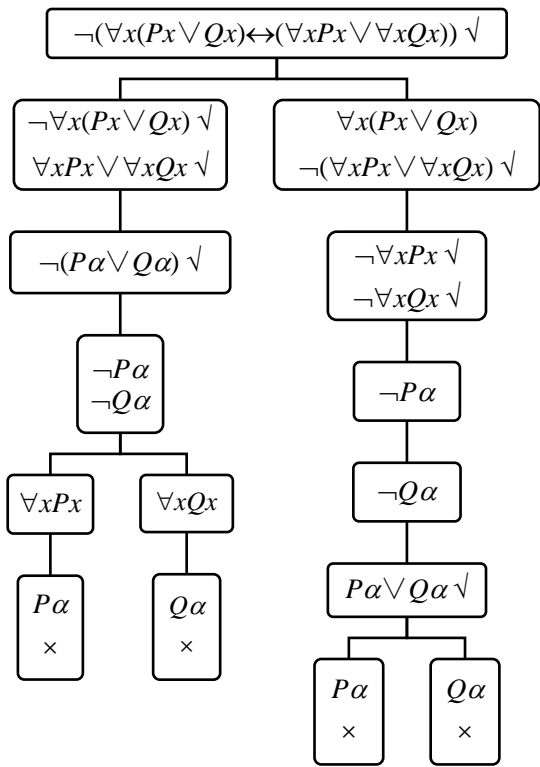 ¬(∀x(Px∨Qx)↔(∀xPx∨∀xQx)) √
¬∀x(Px∨Qx) √
∀xPx∨∀xQx √
¬(Pα∨Qα) √
¬Pα
¬Qα
∀xPx
∀xQx
Pα
×
Qα
×
∀x(Px∨Qx)
¬(∀xPx∨∀xQx) √
¬∀xPx √
¬∀xQx √
¬Pα
¬Qα
Pα∨Qα √
Pα
×
Qα
×